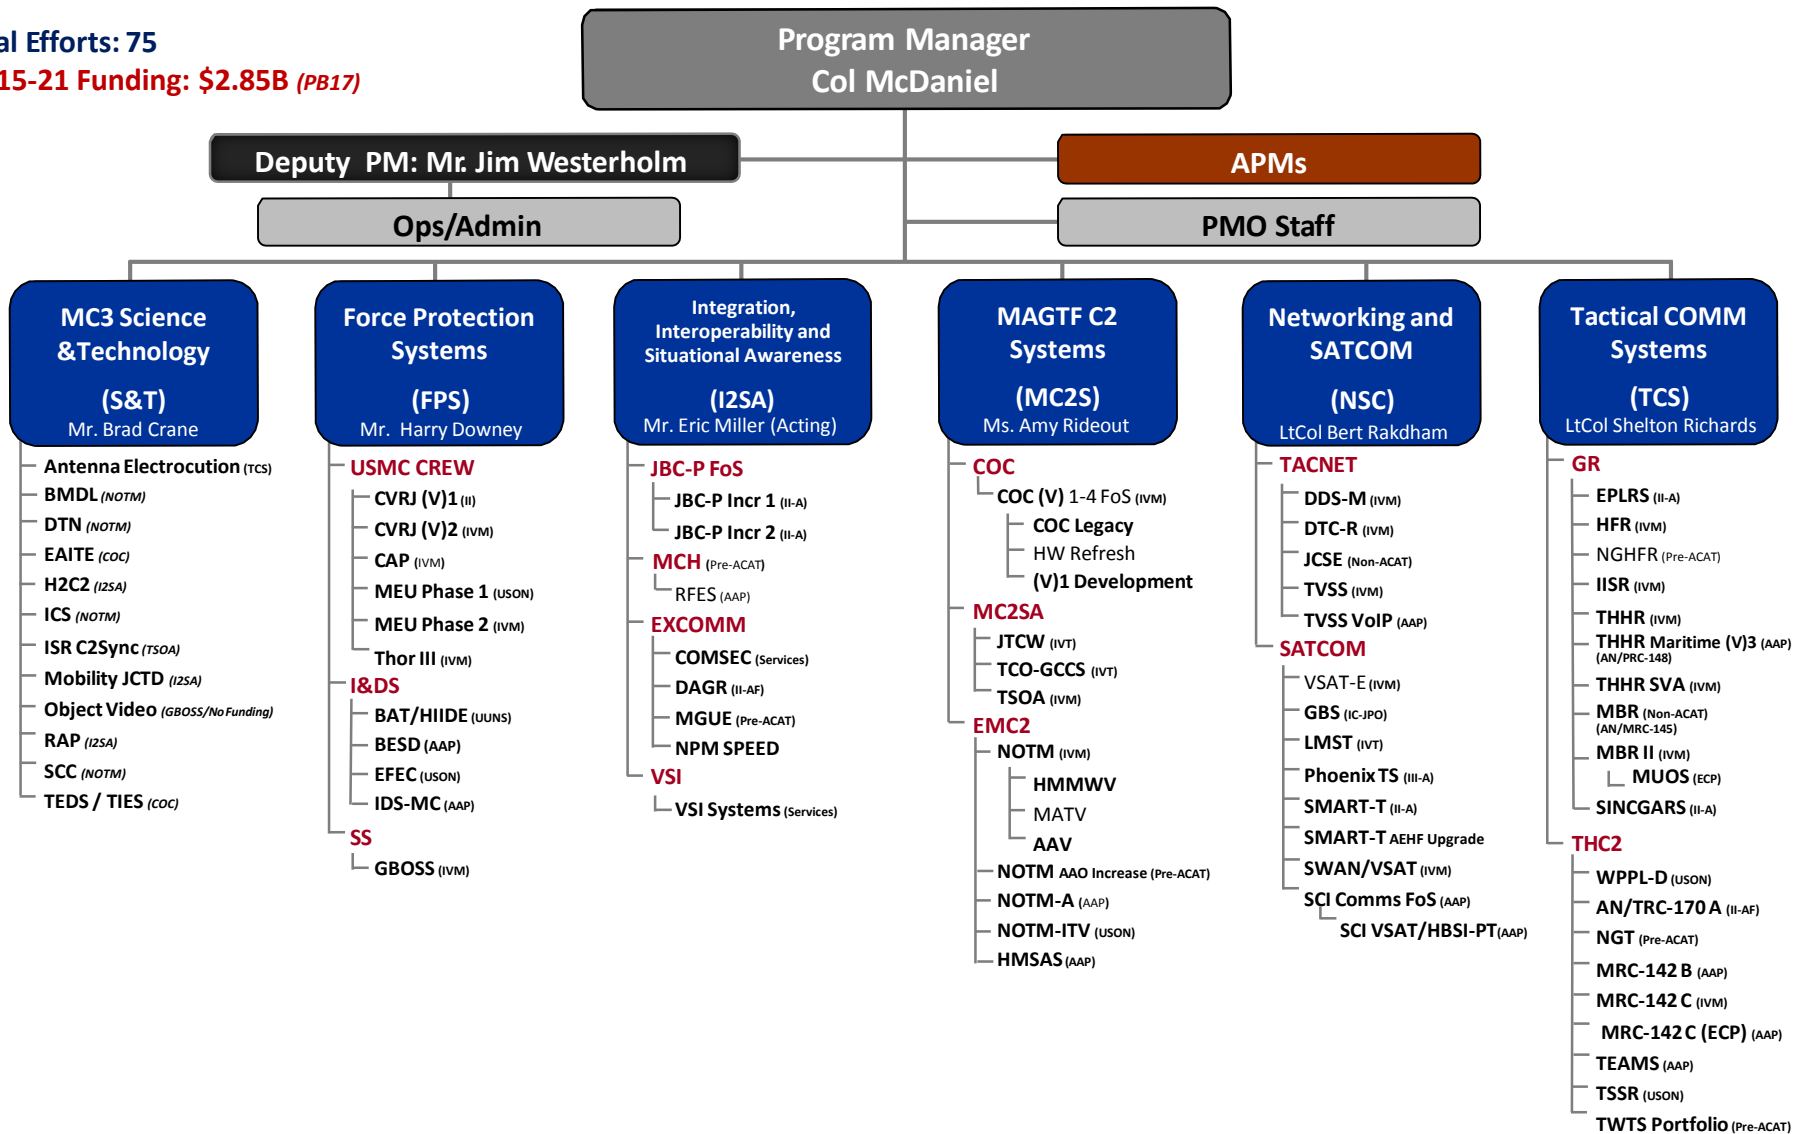 al Efforts: 75
15-21 Funding: $2.85B (PB17)
Program Manager
Col McDaniel
Deputy PM: Mr. Jim Westerholm
APMs
Ops/Admin
PMO Staff
MC3 Science
&Technology
(S&T)
Mr. Brad Crane
Antenna Electrocution (TCS)
BMDL (NOTM)
DTN (NOTM)
EAITE (COC)
H2C2 (I2SA)
ICS (NOTM)
ISR C2Sync (TSOA)
Mobility JCTD (I2SA)
Object Video (GBOSS/No Funding)
RAP (I2SA)
SCC (NOTM)
TEDS / TIES (COC)
Force Protection
Systems
(FPS)
Mr. Harry Downey
USMC CREW
CVRJ (V)1 (II)
CVRJ (V)2 (IVM)
CAP (IVM)
MEU Phase 1 (USON)
MEU Phase 2 (IVM)
Thor III (IVM)
I&DS
BAT/HIIDE (UUNS)
BESD (AAP)
EFEC (USON)
IDS-MC (AAP)
SS
GBOSS (IVM)
Integration,
Interoperability and
Situational Awareness
(I2SA)
Mr. Eric Miller (Acting)
JBC-P FoS
JBC-P Incr 1 (II-A)
JBC-P Incr 2 (II-A)
MCH (Pre-ACAT)
RFES (AAP)
EXCOMM
COMSEC (Services)
DAGR (II-AF)
MGUE (Pre-ACAT)
NPM SPEED
VSI
VSI Systems (Services)
MAGTF C2
Systems
(MC2S)
Ms. Amy Rideout
COC
COC (V) 1-4 FoS (IVM)
COC Legacy
HW Refresh
(V)1 Development
MC2SA
JTCW (IVT)
TCO-GCCS (IVT)
TSOA (IVM)
EMC2
NOTM (IVM)
HMMWV
MATV
AAV
NOTM AAO Increase (Pre-ACAT)
NOTM-A (AAP)
NOTM-ITV (USON)
HMSAS (AAP)
Networking and
SATCOM
(NSC)
LtCol Bert Rakdham
TACNET
DDS-M (IVM)
DTC-R (IVM)
JCSE (Non-ACAT)
TVSS (IVM)
TVSS VoIP (AAP)
SATCOM
VSAT-E (IVM)
GBS (IC-JPO)
LMST (IVT)
Phoenix TS (III-A)
SMART-T (II-A)
SMART-T AEHF Upgrade
SWAN/VSAT (IVM)
SCI Comms FoS (AAP)
SCI VSAT/HBSI-PT(AAP)
Tactical COMM
Systems
(TCS)
LtCol Shelton Richards
GR
EPLRS (II-A)
HFR (IVM)
NGHFR (Pre-ACAT)
IISR (IVM)
THHR (IVM)
THHR Maritime (V)3 (AAP)
(AN/PRC-148)
THHR SVA (IVM)
MBR (Non-ACAT)
(AN/MRC-145)
MBR II (IVM)
MUOS (ECP)
SINCGARS (II-A)
THC2
WPPL-D (USON)
AN/TRC-170 A (II-AF)
NGT (Pre-ACAT)
MRC-142 B (AAP)
MRC-142 C (IVM)
MRC-142 C (ECP) (AAP)
TEAMS (AAP)
TSSR (USON)
TWTS Portfolio (Pre-ACAT)